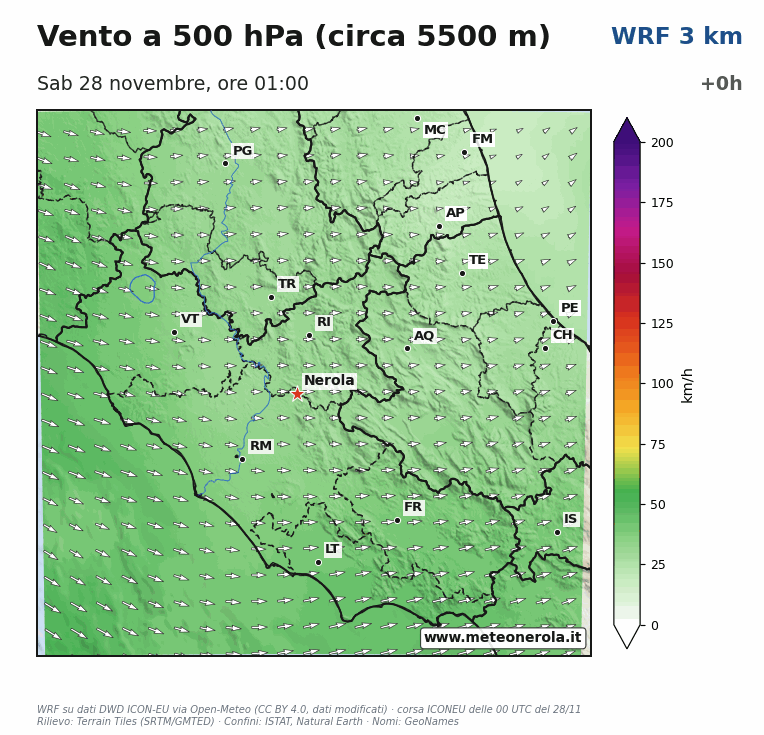 Vento a 500 hPa (circa 5500 m)
WRF 3 km
Sab 28 novembre, ore 01:00
+0h
MC
FM
PG
AP
TE
TR
PE
VT
RI
AQ
CH
Nerola
RM
FR
IS
LT
www.meteonerola.it
200
175
150
125
100
75
50
25
0
km/h
WRF su dati DWD ICON-EU via Open-Meteo (CC BY 4.0, dati modificati) · corsa ICONEU delle 00 UTC del 28/11
Rilievo: Terrain Tiles (SRTM/GMTED) · Confini: ISTAT, Natural Earth · Nomi: GeoNames